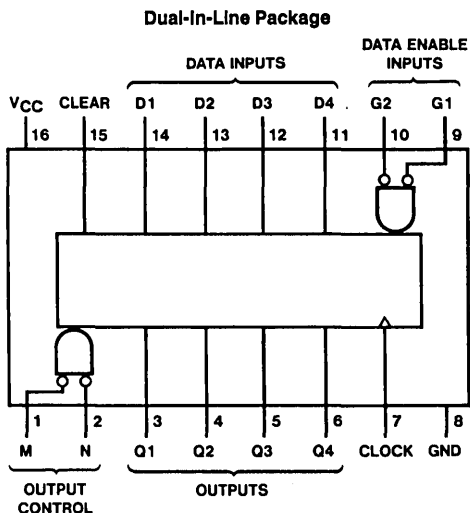 Dual-In-Line Package
DATA INPUTS
DATA ENABLE
INPUTS
VCC CLEAR D1 D2 D3 D4 G2 G1
16 15 14 13 12 11 10 9
1 2 3 4 5 6 7 8
M N Q1 Q2 Q3 Q4 CLOCK GND
OUTPUT
CONTROL
OUTPUTS